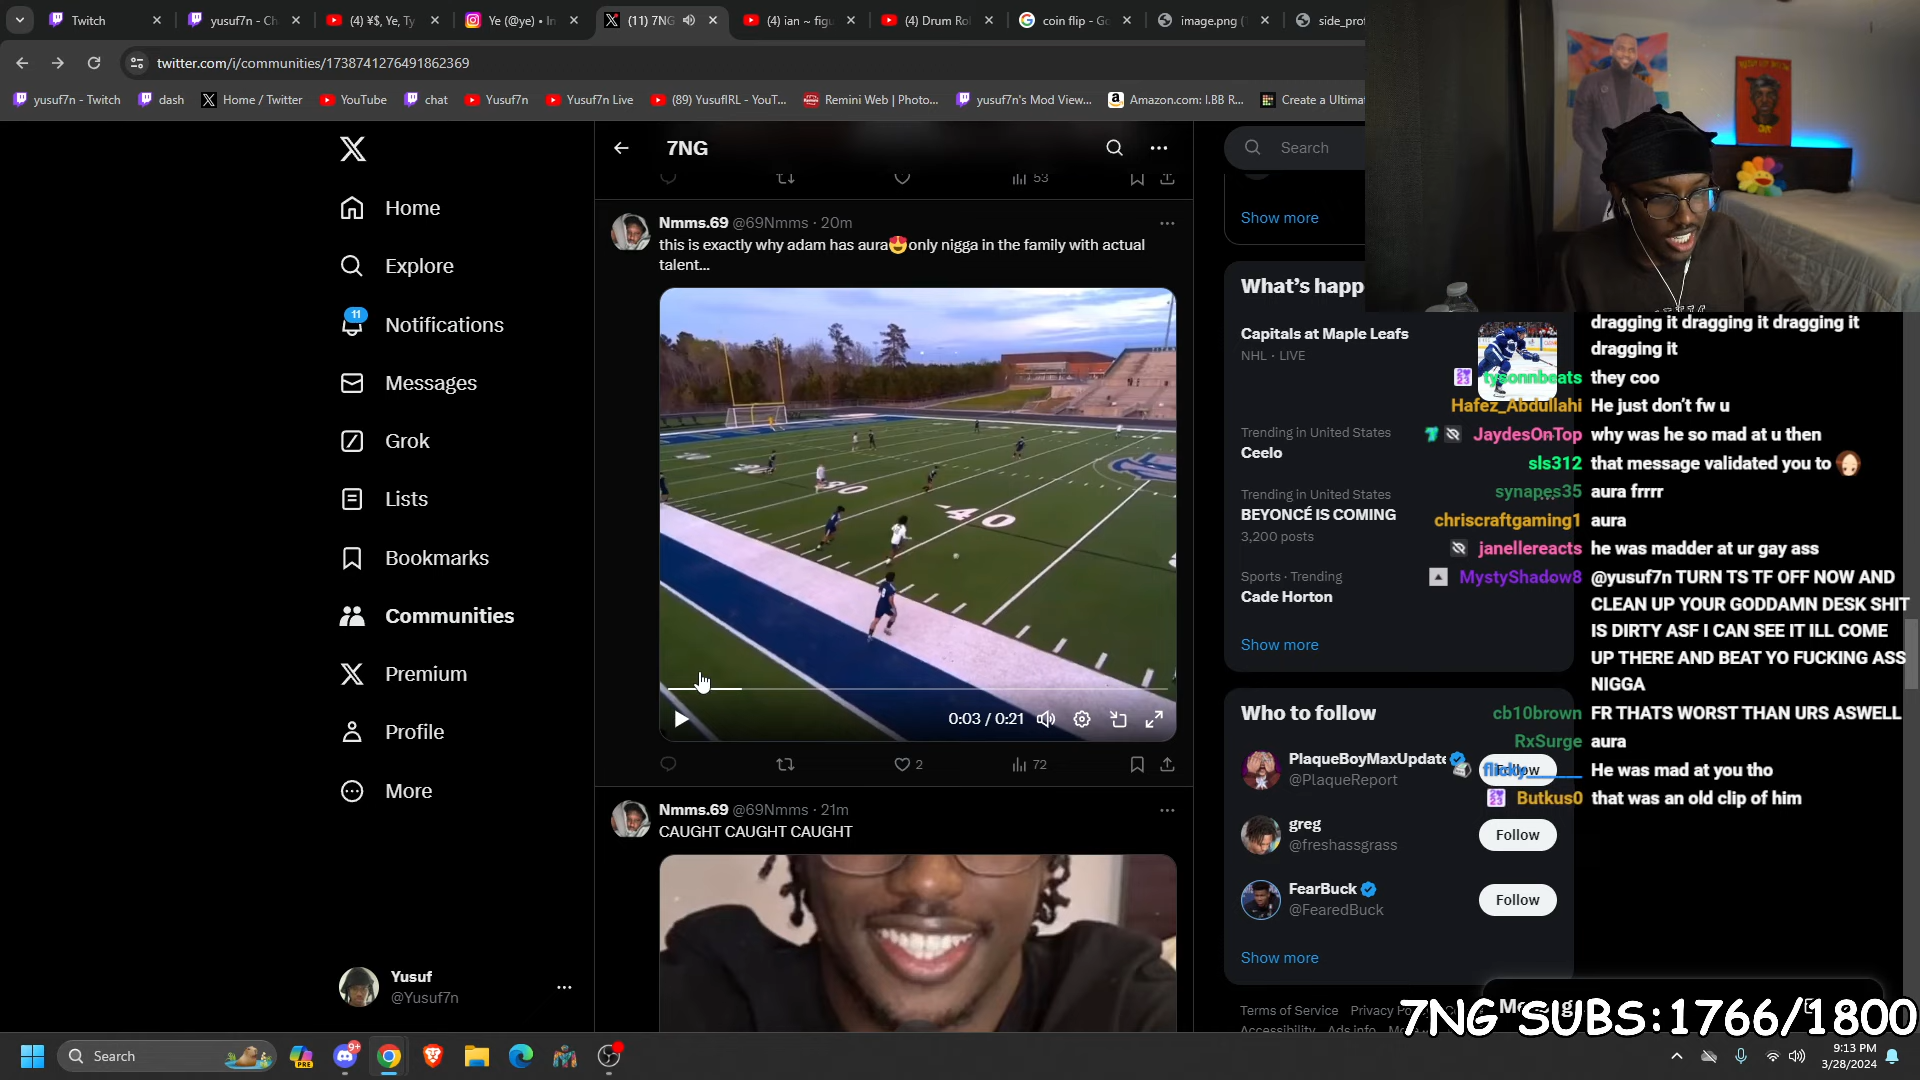 Twitch
yusuf7n - Ch
(4) ¥$, Ye, Ty
Ye (@ye) • In
(11) 7NG
(4) ian ~ figu
(4) Drum Ro
coin flip - Go
image.png (
side_prof
twitter.com/i/communities/1738741276491862369
yusuf7n - Twitch
dash
Home / Twitter
YouTube
chat
Yusuf7n
Yusuf7n Live
(89) YusufIRL - YouT...
Remini Web | Photo...
yusuf7n's Mod View...
Amazon.com: I.BB R...
Create a Ultima
Home
Explore
11
Notifications
Messages
Grok
Lists
Bookmarks
Communities
Premium
Profile
More
Yusuf
@Yusuf7n
7NG
53
Nmms.69 @69Nmms · 20m
this is exactly why adam has aura😍only nigga in the family with actual
talent...
40
0:03 / 0:21
2
72
Nmms.69 @69Nmms · 21m
CAUGHT CAUGHT CAUGHT
Search
Show more
What's happ
Capitals at Maple Leafs
NHL · LIVE
Trending in United States
Ceelo
Trending in United States
BEYONCÉ IS COMING
3,200 posts
Sports · Trending
Cade Horton
Show more
Who to follow
PlaqueBoyMaxUpdate
@PlaqueReport
Follow
greg
@freshassgrass
Follow
FearBuck
@FearedBuck
Follow
Show more
Terms of Service Privacy
Accessibility Ads info
dragging it dragging it dragging it
dragging it
tysonnbeats they coo
Hafez_Abdullahi He just don't fw u
JaydesOnTop why was he so mad at u then
sls312 that message validated you to
synapes35 aura frrrr
chriscraftgaming1 aura
janellereacts he was madder at ur gay ass
MystyShadow8 @yusuf7n TURN TS TF OFF NOW AND
CLEAN UP YOUR GODDAMN DESK SHIT
IS DIRTY ASF I CAN SEE IT ILL COME
UP THERE AND BEAT YO FUCKING ASS
NIGGA
cb10brown FR THATS WORST THAN URS ASWELL
RxSurge aura
flicky______ He was mad at you tho
Butkus0 that was an old clip of him
7NG SUBS:1766/1800
Search
PRE
9+
9:13 PM
3/28/2024